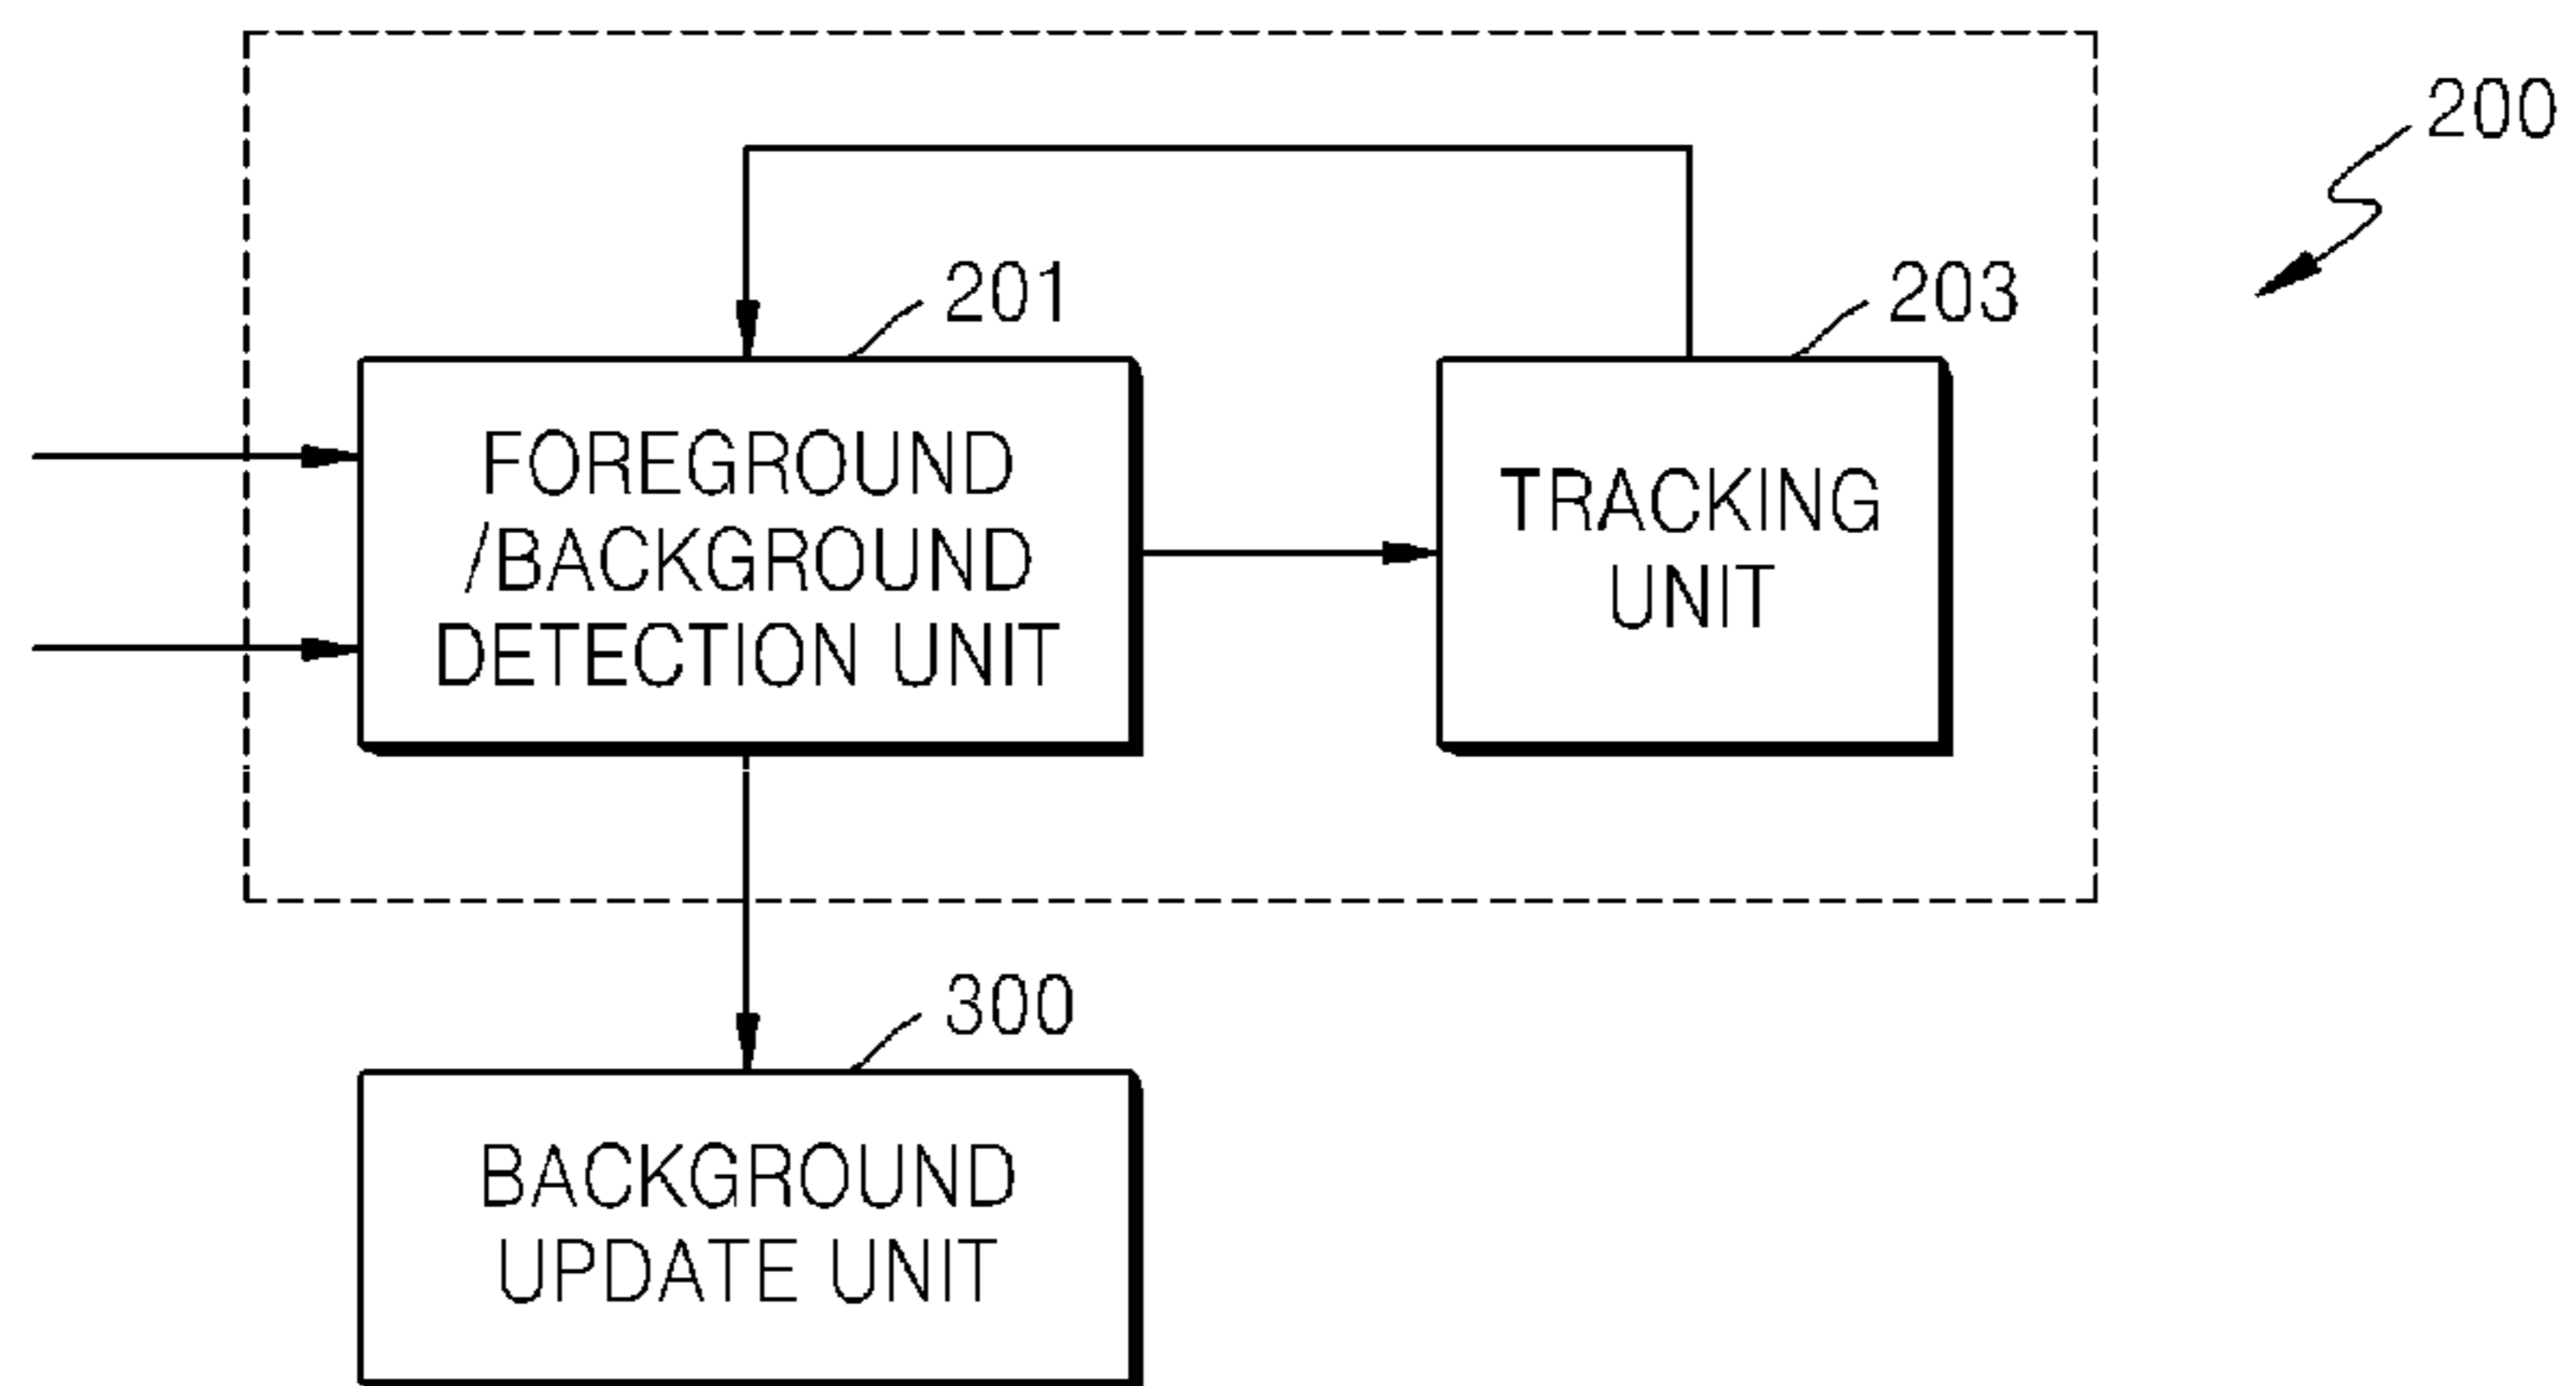 200
201
203
FOREGROUND
/BACKGROUND
DETECTION UNIT
TRACKING
UNIT
300
BACKGROUND
UPDATE UNIT